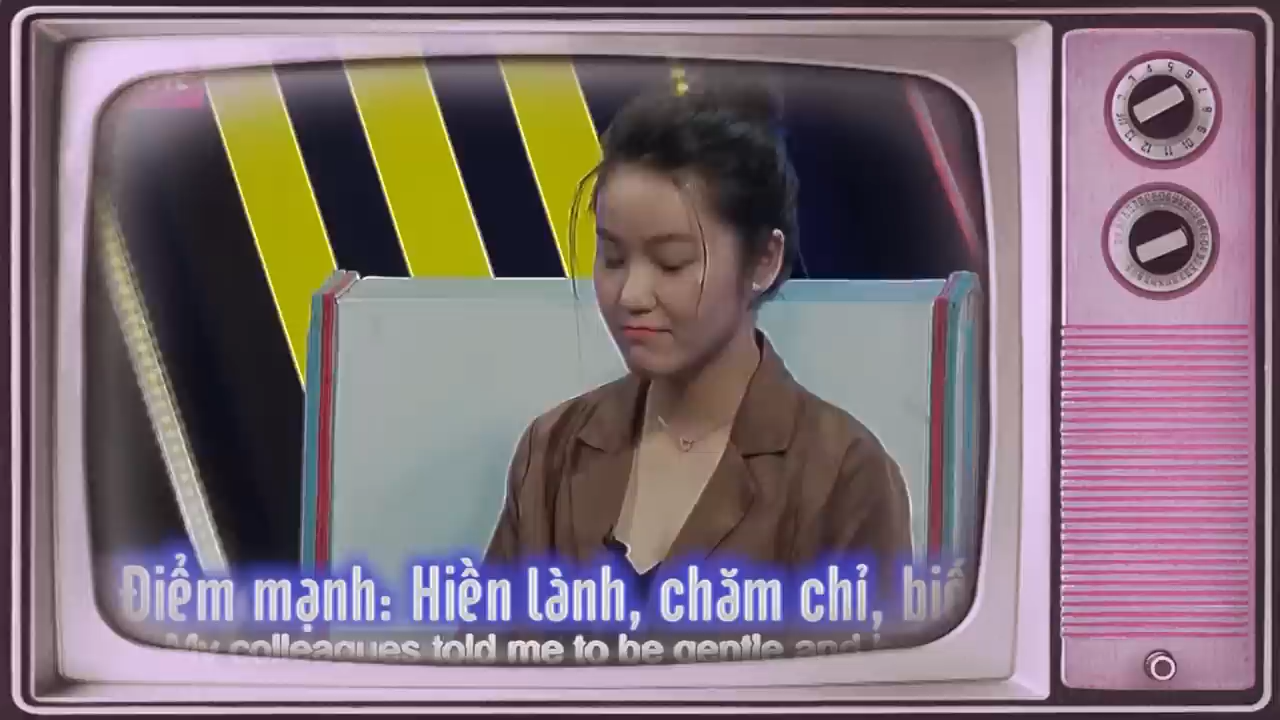 Điểm mạnh: Hiền lành, chăm chỉ,
My colleagues told me to be gentle and